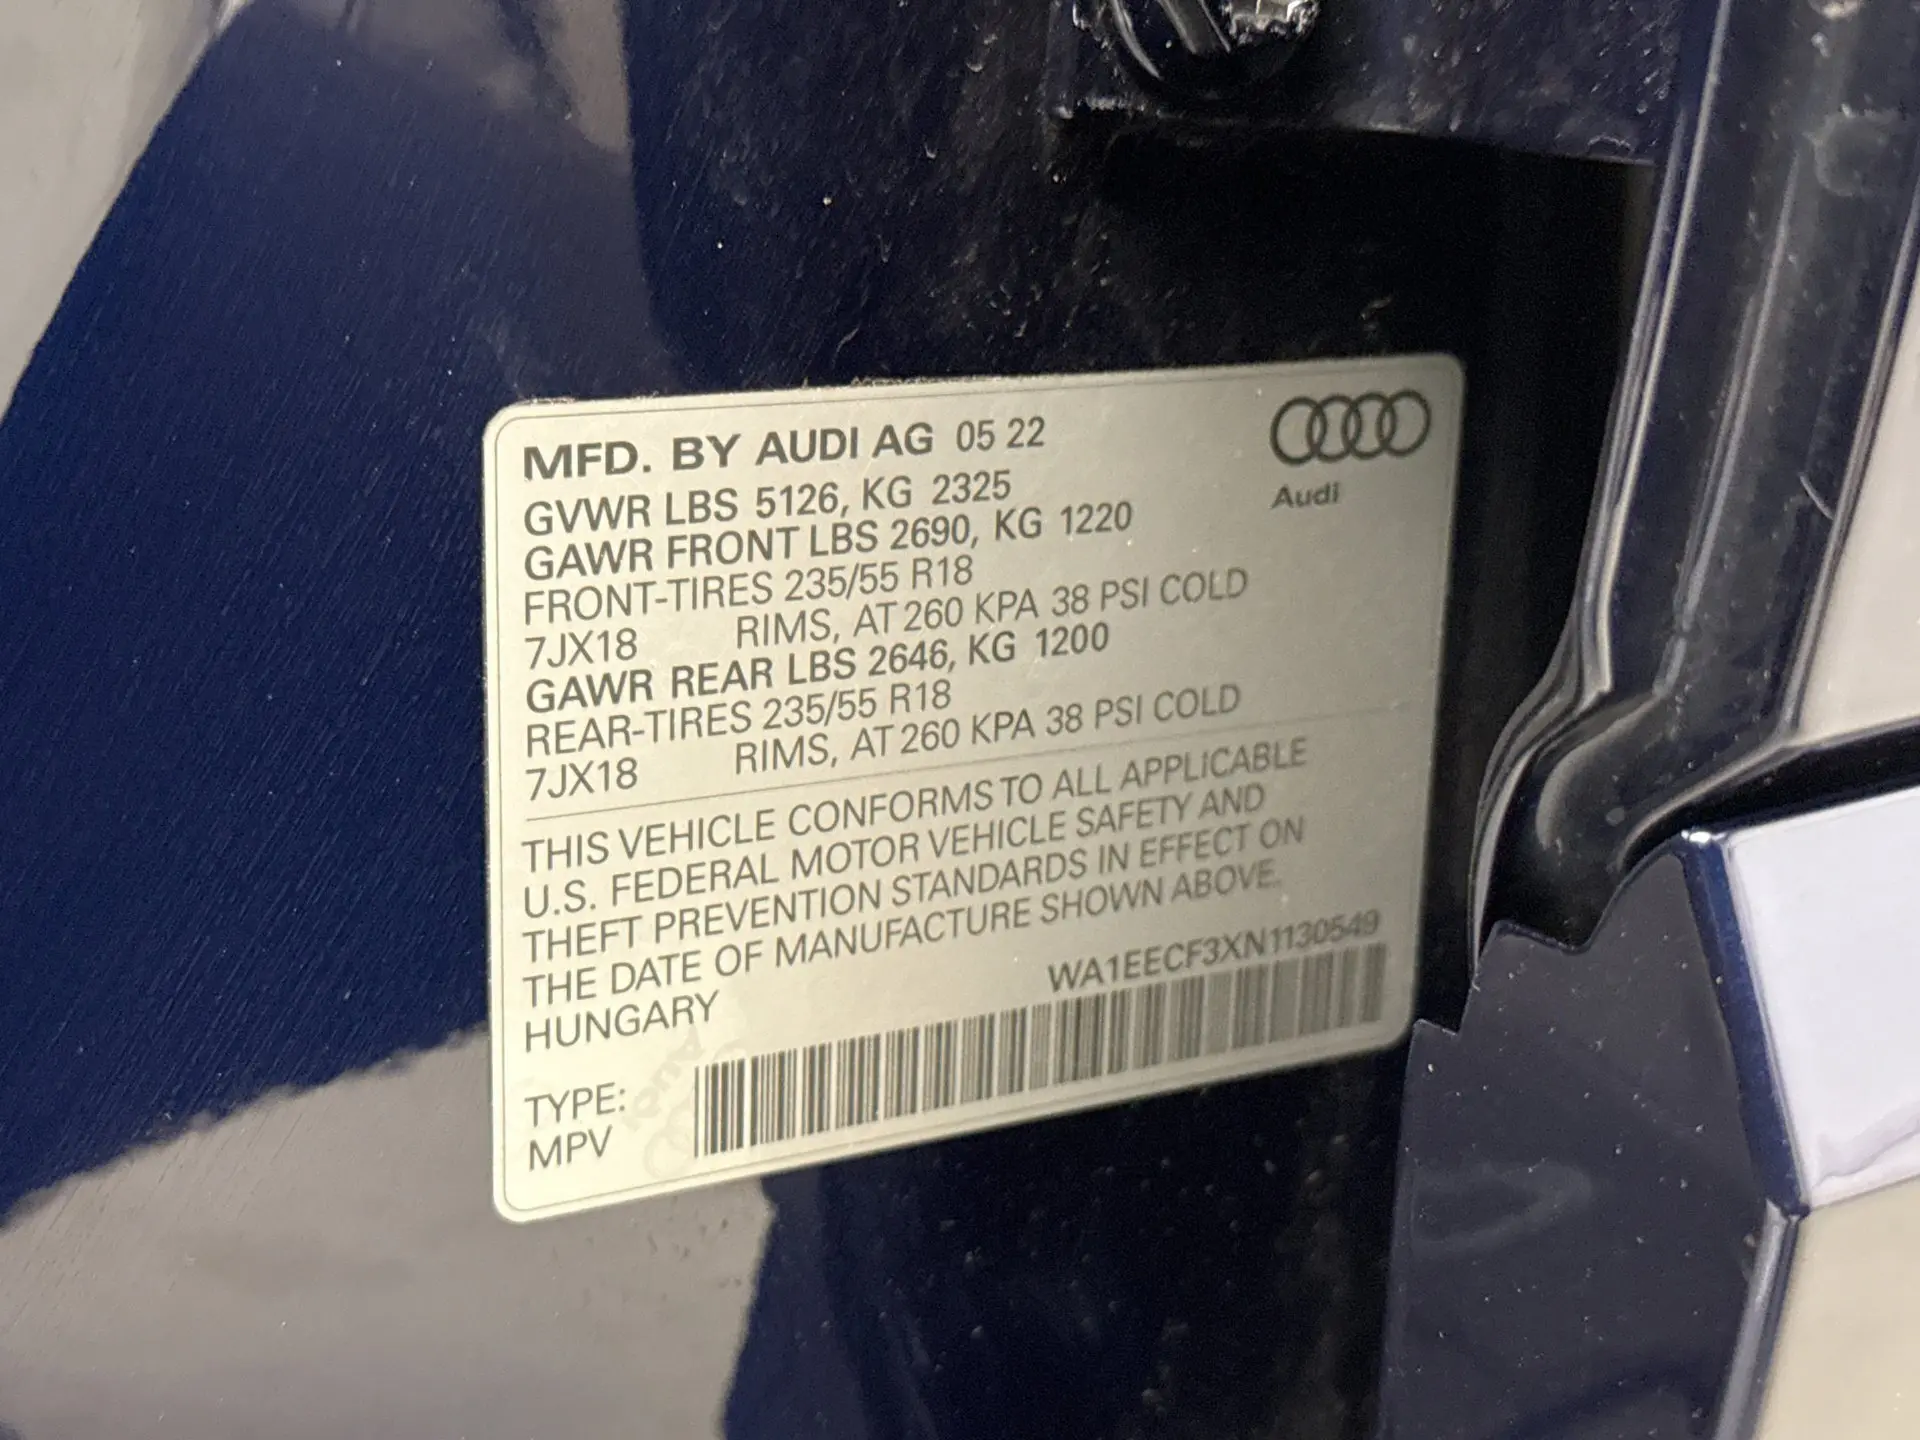 MFD. BY AUDI AG 05 22
Audi
GVWR LBS 5126, KG 2325
GAWR FRONT LBS 2690, KG 1220
FRONT-TIRES 235/55 R18
7JX18 RIMS, AT 260 KPA 38 PSI COLD
GAWR REAR LBS 2646, KG 1200
REAR-TIRES 235/55 R18
7JX18 RIMS, AT 260 KPA 38 PSI COLD
THIS VEHICLE CONFORMS TO ALL APPLICABLE
U.S. FEDERAL MOTOR VEHICLE SAFETY AND
THEFT PREVENTION STANDARDS IN EFFECT ON
THE DATE OF MANUFACTURE SHOWN ABOVE.
HUNGARY
WA1EECF3XN1130549
TYPE:
MPV
Audi